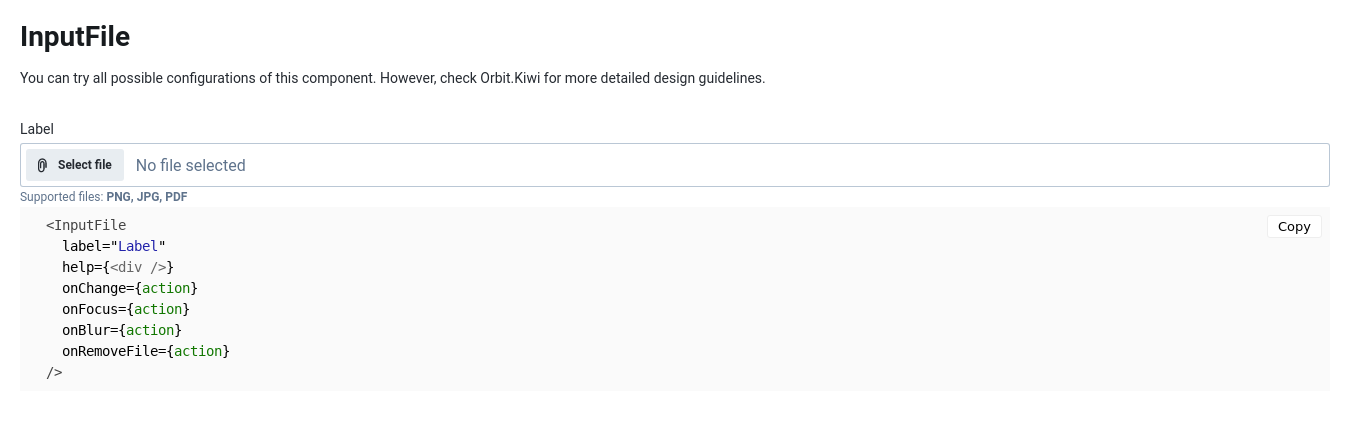 InputFile
You can try all possible configurations of this component. However, check Orbit.Kiwi for more detailed design guidelines.
Label
Select file No file selected
Supported files: PNG, JPG, PDF
<InputFile
Copy
label="Label"
help={<div />}
onChange={action}
onFocus={action}
onBlur={action}
onRemoveFile={action}
/>